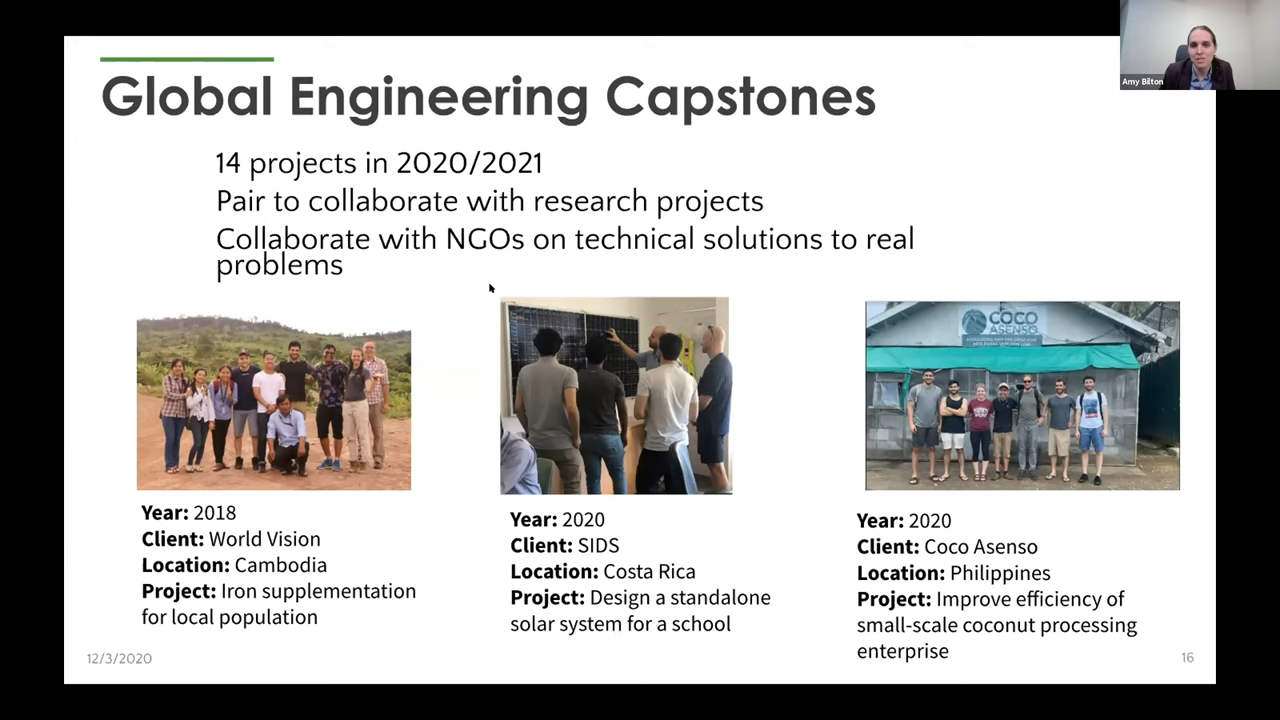 Amy Bilton
Global Engineering Capstones
14 projects in 2020/2021
Pair to collaborate with research projects
Collaborate with NGOs on technical solutions to real
problems
COCO
ASENSO
Year: 2018
Client: World Vision
Location: Cambodia
Project: Iron supplementation
for local population
Year: 2020
Client: SIDS
Location: Costa Rica
Project: Design a standalone
solar system for a school
Year: 2020
Client: Coco Asenso
Location: Philippines
Project: Improve efficiency of
small-scale coconut processing
enterprise
12/3/2020
16